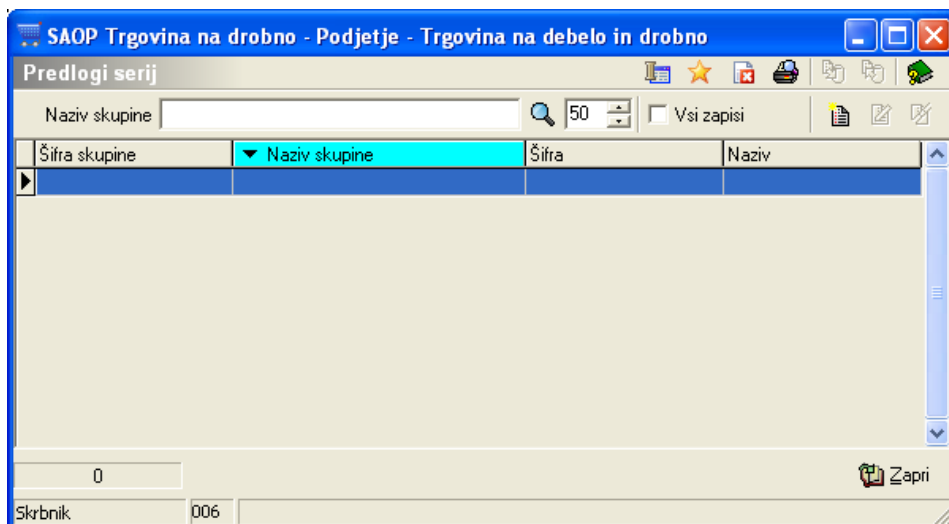 SAOP Trgovina na drobno - Podjetje - Trgovina na debelo in drobno
Predlogi serij
Naziv skupine 50 Vsi zapisi
Šifra skupine Naziv skupine Šifra Naziv
0 Zapri
Skrbnik 006